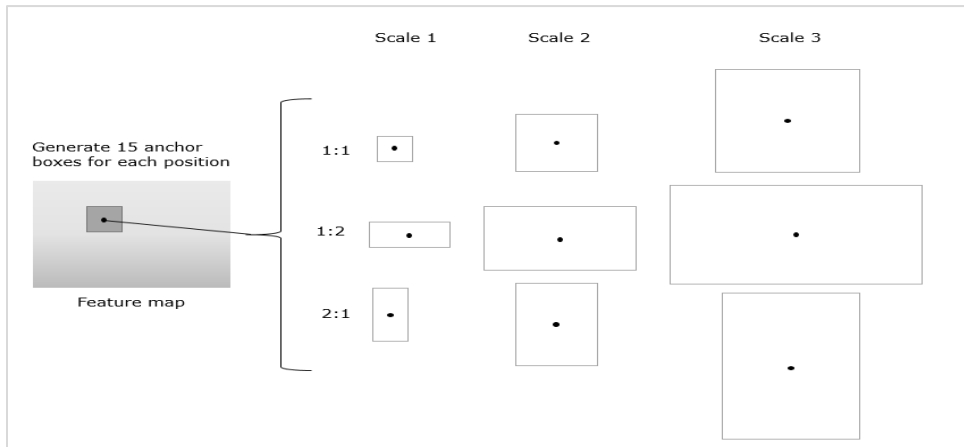 Scale 1
Scale 2
Scale 3
Generate 15 anchor
boxes for each position
1:1
1:2
2:1
Feature map